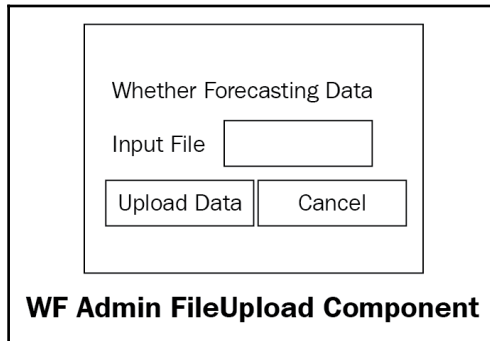 Whether Forecasting Data
Input File
Upload Data Cancel
WF Admin FileUpload Component